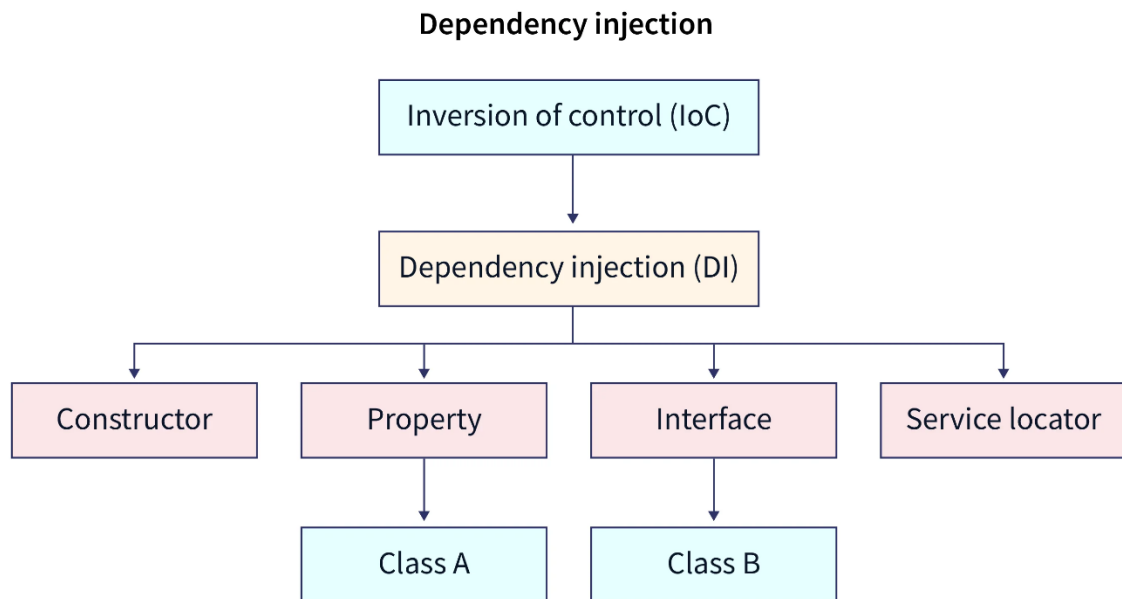 Dependency injection
Inversion of control (IoC)
Dependency injection (DI)
Constructor
Property
Interface
Service locator
Class A
Class B